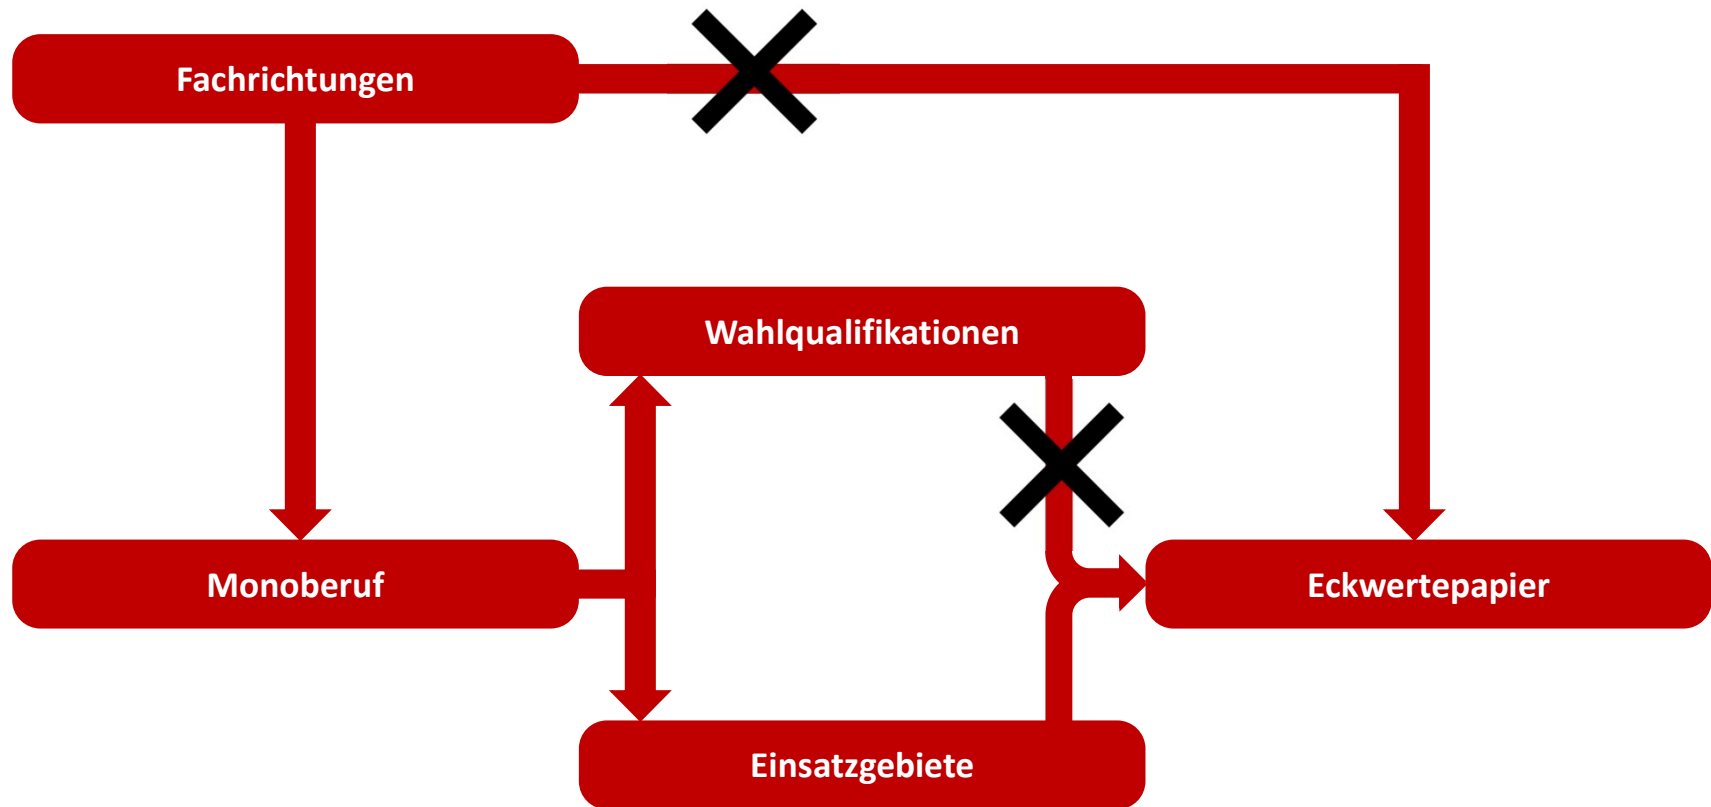 Fachrichtungen
Wahlqualifikationen
Monoberuf
Eckwertepapier
Einsatzgebiete